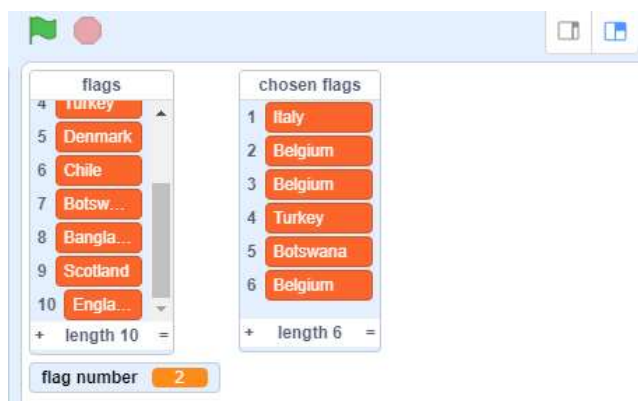 flags
4 Turkey
5 Denmark
6 Chile
7 Botsw...
8 Bangla...
9 Scotland
10 Engla...
+ length 10 =
chosen flags
1 Italy
2 Belgium
3 Belgium
4 Turkey
5 Botswana
6 Belgium
+ length 6 =
flag number 2